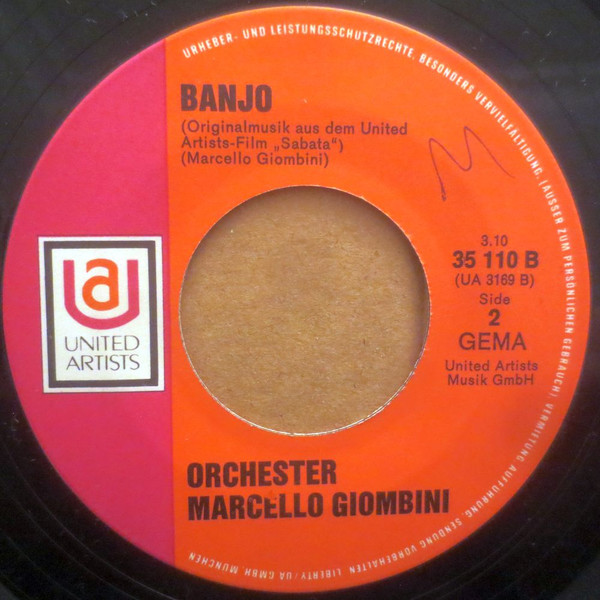 URHEBER- UND LEISTUNGSSCHUTZRECHTE, BESONDERS VERVIELFÄLTIGUNG, (AUSSER ZUM PERSÖNLICHEN GEBRAUCH), VERMIETUNG, AUFFÜHRUNG, SENDUNG VORBEHALTEN. LIBERTY/UA GMBH, MÜNCHEN
BANJO
(Originalmusik aus dem United
Artists-Film „Sabata“)
(Marcello Giombini)
M
3.10
35 110 B
(UA 3169 B)
Side
2
GEMA
United Artists
Musik GmbH
ua
UNITED
ARTISTS
ORCHESTER
MARCELLO GIOMBINI